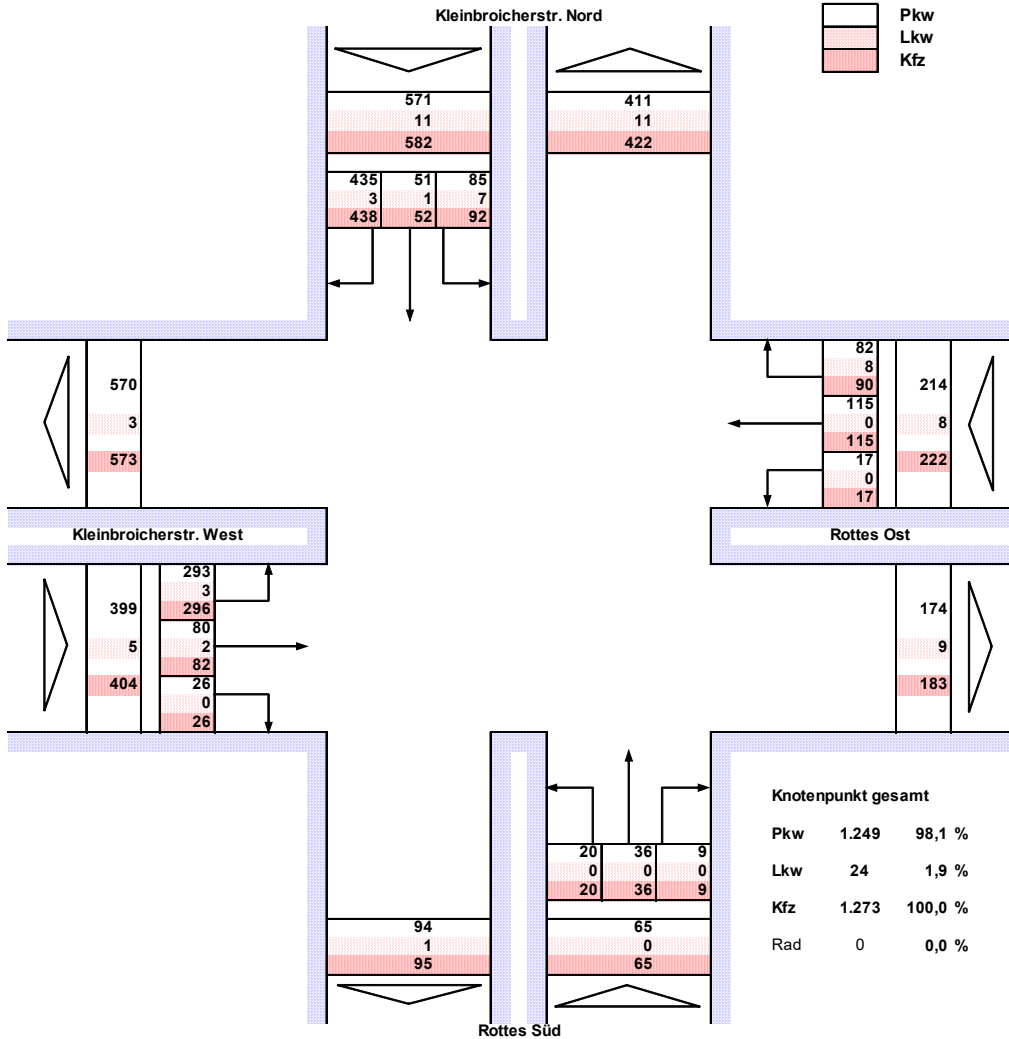 Kleinbroicherstr. Nord
Pkw
Lkw
Kfz
571
11
582
411
11
422
435 51 85
3 1 7
438 52 92
570
3
573
82
8
90
115
0
115
17
0
17
214
8
222
Kleinbroicherstr. West
Rottes Ost
399
5
404
293
3
296
80
2
82
26
0
26
174
9
183
20 36 9
0 0 0
20 36 9
94
1
95
65
0
65
Rottes Süd
Knotenpunkt gesamt
Pkw 1.249 98,1 %
Lkw 24 1,9 %
Kfz 1.273 100,0 %
Rad 0 0,0 %